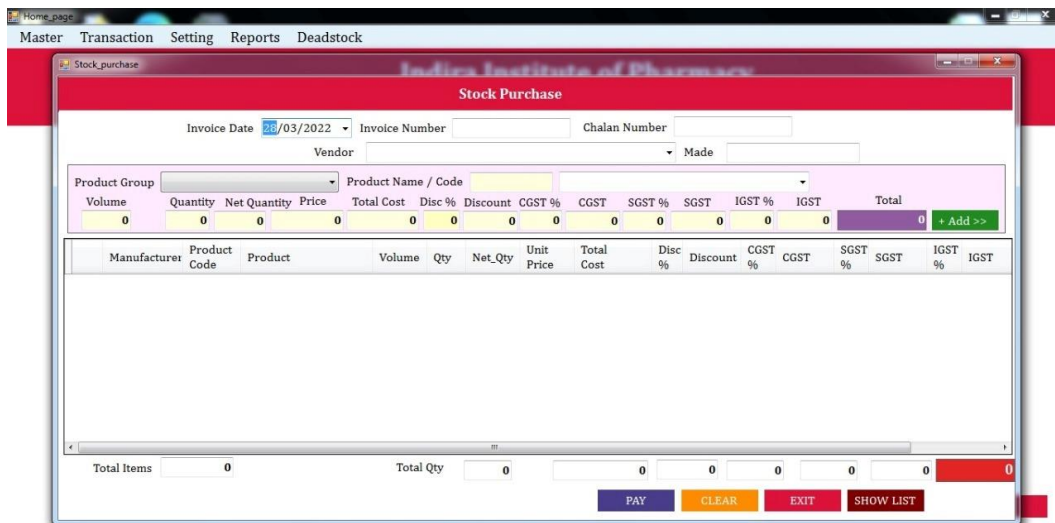 Home_page
Master Transaction Setting Reports Deadstock
Stock_purchase
Indira Institute of Pharmacy
Stock Purchase
Invoice Date 28/03/2022 Invoice Number Chalan Number
Vendor Made
Product Group Product Name / Code
Volume Quantity Net Quantity Price Total Cost Disc % Discount CGST % CGST SGST % SGST IGST % IGST Total
0 0 0 0 0 0 0 0 0 0 0 0 0 0 + Add >>
Manufacturer Product Code Product Volume Qty Net_Qty Unit Price Total Cost Disc % Discount CGST % CGST SGST % SGST IGST % IGST
Total Items 0 Total Qty 0 0 0 0 0 0 0
PAY CLEAR EXIT SHOW LIST